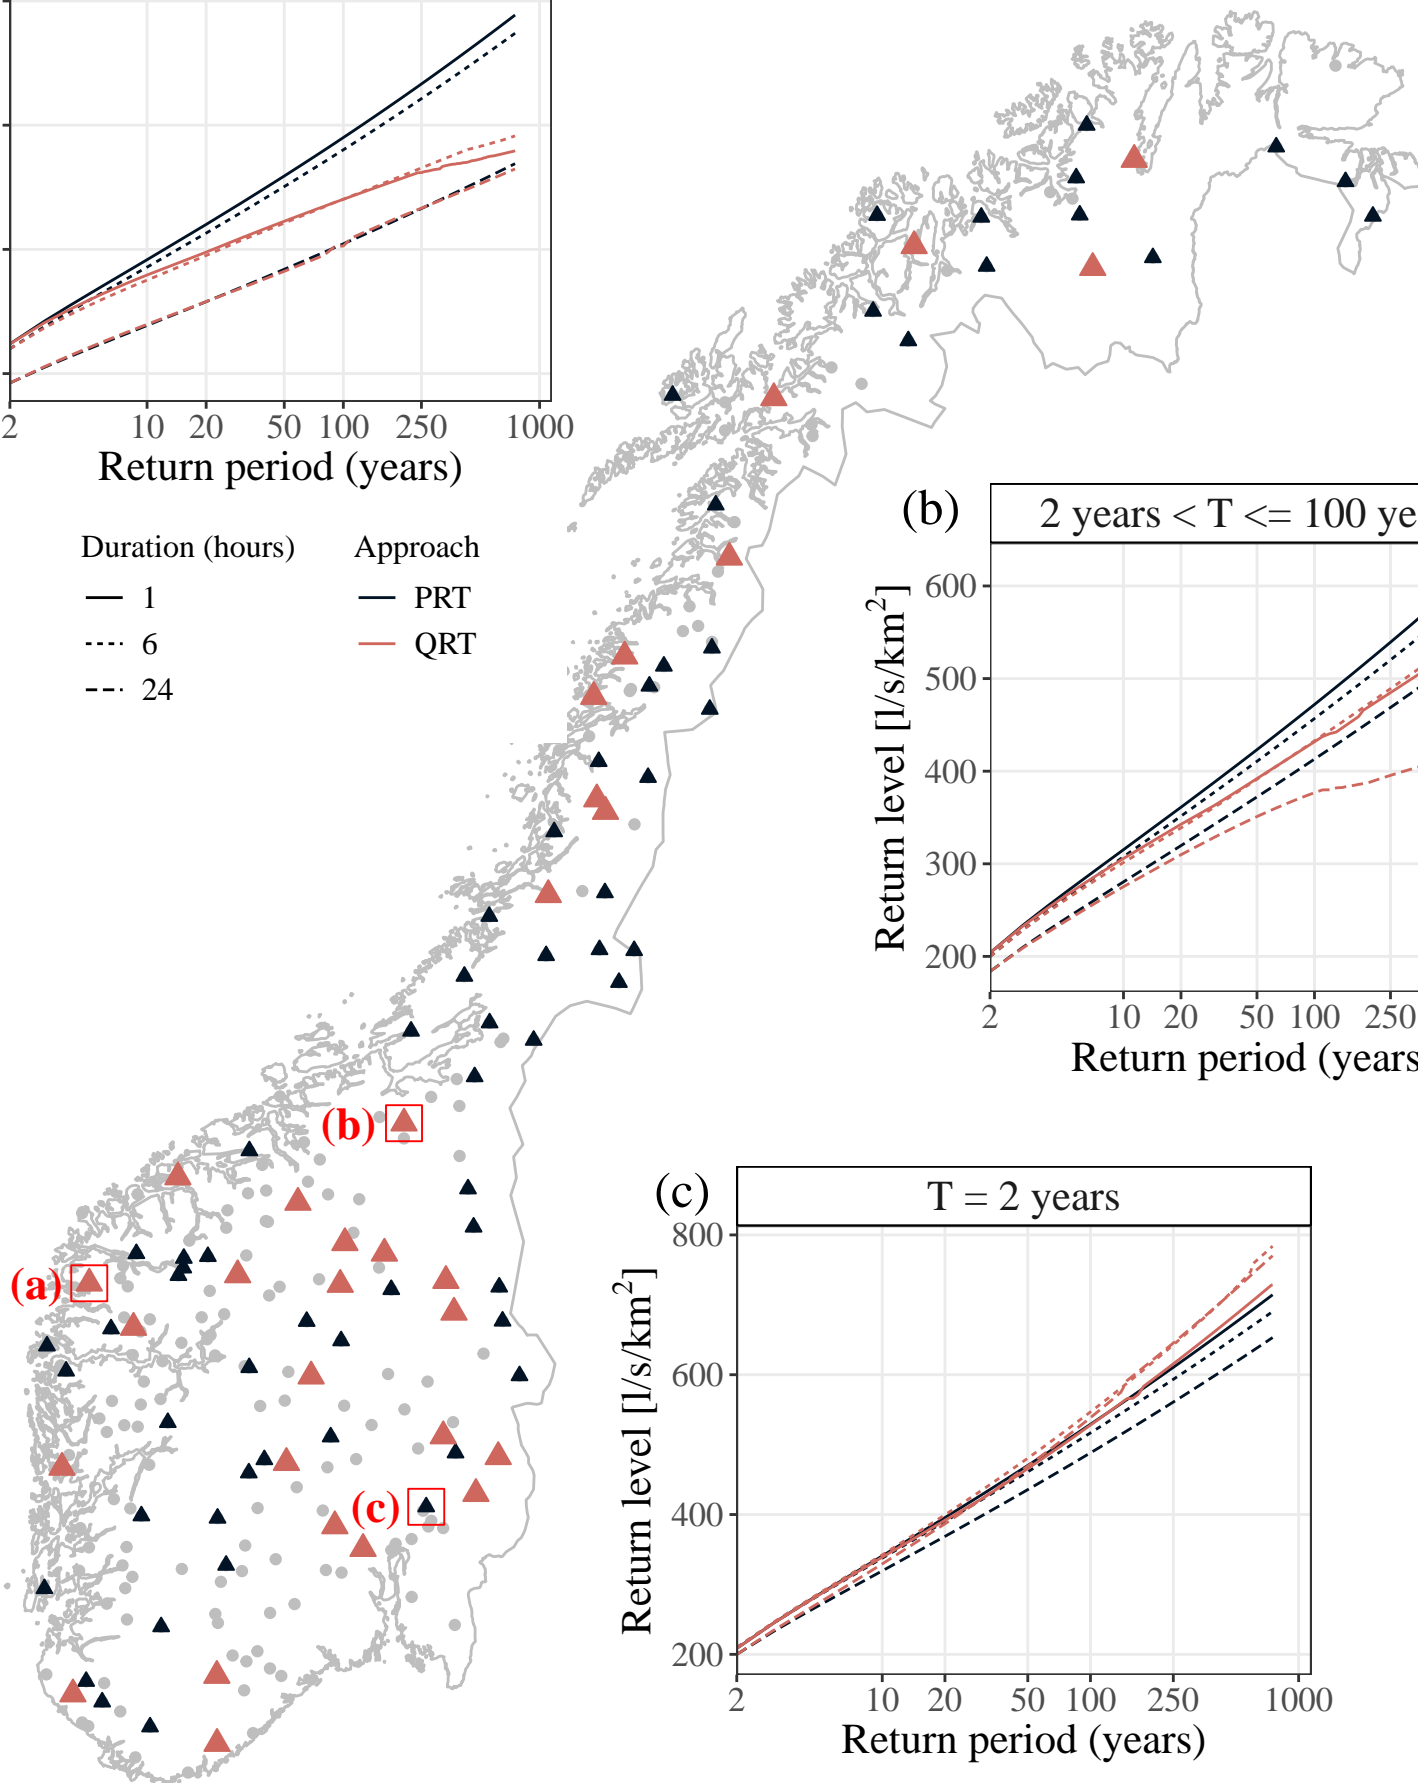 2 10 20 50 100 250 1000
Return period (years)
Duration (hours)
1
6
24
Approach
PRT
QRT
(b)
2 years < T <= 100 ye
Return level [l/s/km²]
600
500
400
300
200
2 10 20 50 100 250
Return period (years
(b)
(a)
(c)
(c)
T = 2 years
Return level [l/s/km²]
800
600
400
200
2 10 20 50 100 250 1000
Return period (years)